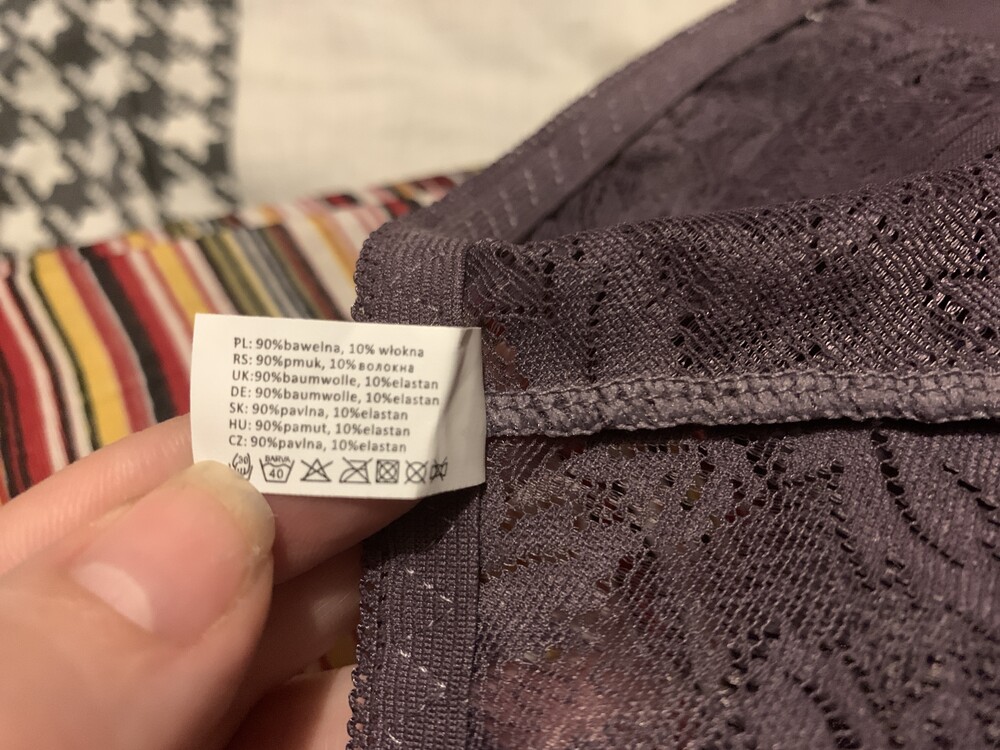 PL: 90%bawelna, 10% włokna
RS: 90%pmuk, 10%волокна
UK:90%baumwolle, 10%elastan
DE: 90%baumwolle, 10%elastan
SK: 90%pavlna, 10%elastan
HU: 90%pamut, 10%elastan
CZ: 90%pavlna, 10%elastan
30 BARVA 40